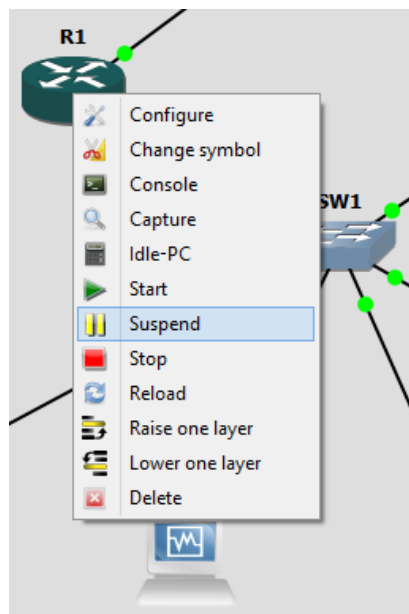 R1
Configure
Change symbol
Console
SW1
Capture
Idle-PC
Start
Suspend
Stop
Reload
Raise one layer
Lower one layer
Delete